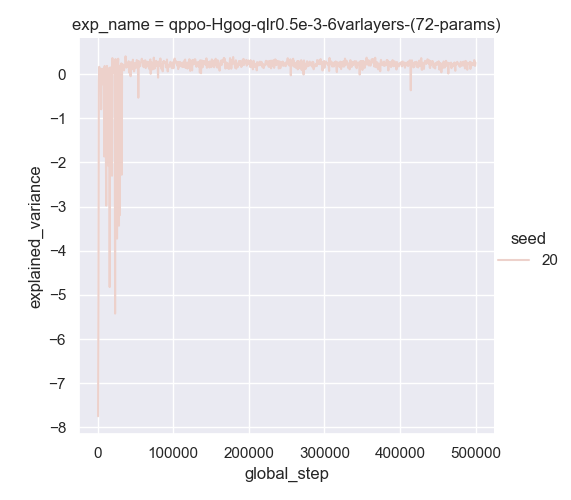 exp_name = qppo-Hgog-qlr0.5e-3-6varlayers-(72-params)
0
−1
−2
−3
−4
−5
−6
−7
−8
explained_variance
seed
20
0 100000 200000 300000 400000 500000
global_step